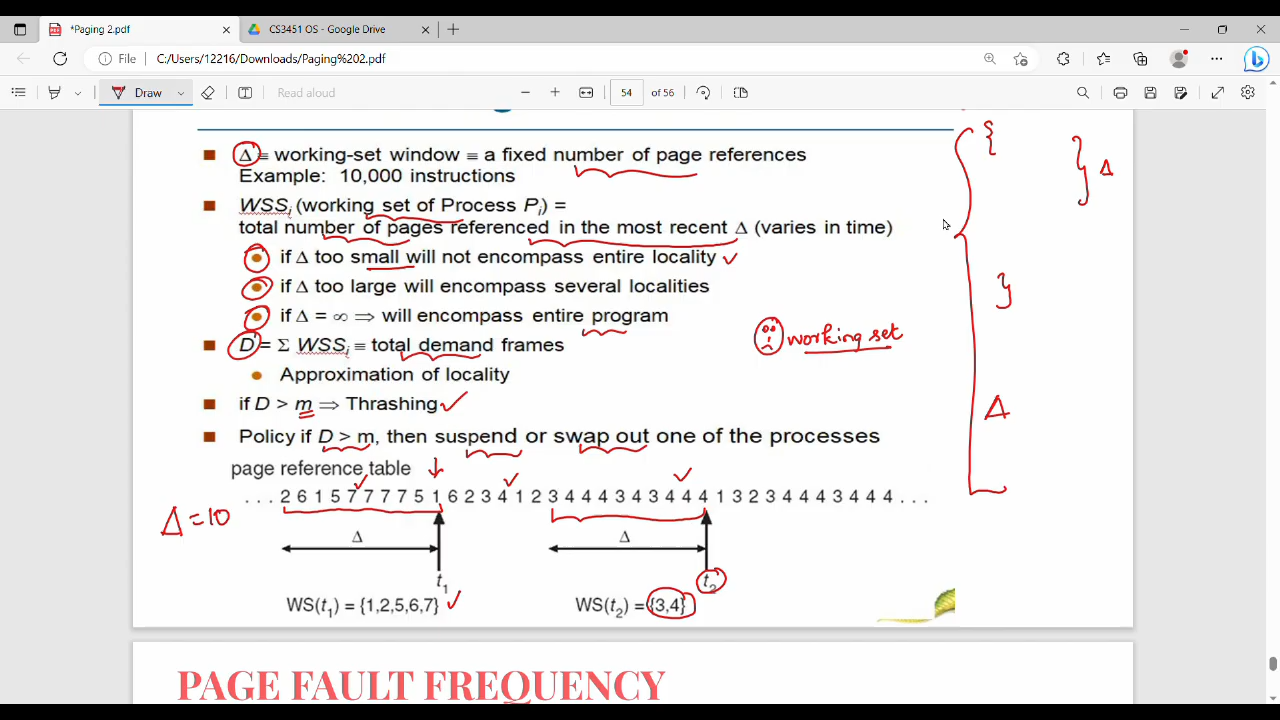 *Paging 2.pdf
CS3451 OS - Google Drive
File
C:/Users/12216/Downloads/Paging%202.pdf
Draw
Read aloud
54
of 56
Δ ≡ working-set window ≡ a fixed number of page references
Example: 10,000 instructions
WSSi (working set of Process Pi) =
total number of pages referenced in the most recent Δ (varies in time)
if Δ too small will not encompass entire locality
if Δ too large will encompass several localities
if Δ = ∞ ⇒ will encompass entire program
D = Σ WSSi ≡ total demand frames
Approximation of locality
if D > m ⇒ Thrashing
Policy if D > m, then suspend or swap out one of the processes
{ } Δ
}
working set
Δ
page reference table
. . . 2 6 1 5 7 7 7 7 5 1 6 2 3 4 1 2 3 4 4 4 3 4 3 4 4 4 1 3 2 3 4 4 4 3 4 4 4 . . .
Δ = 10
Δ
Δ
t1
t2
WS(t1) = {1,2,5,6,7}
WS(t2) = {3,4}
PAGE FAULT FREQUENCY